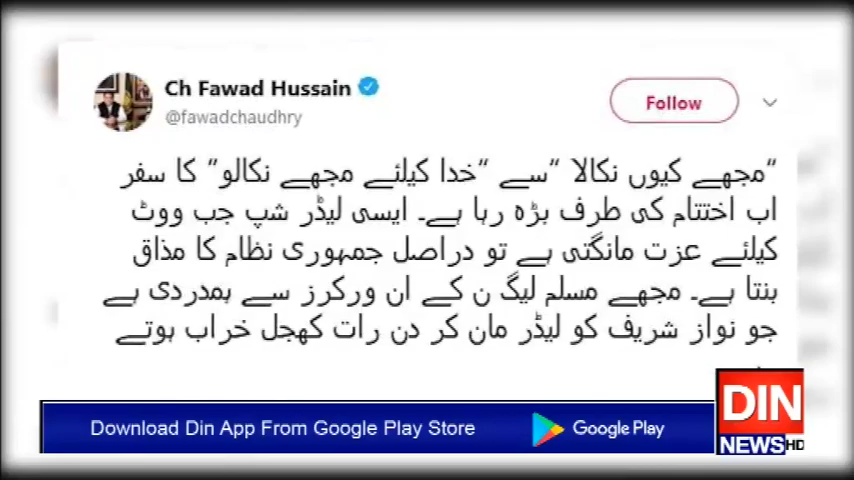 Ch Fawad Hussain
@fawadchaudhry
Follow
”مجھے کیوں نکالا “سے “خدا کیلئے مجھے نکالو” کا سفر
اب اختتام کی طرف بڑہ رہا ہے۔ ایسی لیڈر شپ جب ووٹ
کیلئے عزت مانگتی ہے تو دراصل جمہوری نظام کا مذاق
بنتا ہے۔ مجھے مسلم لیگ ن کے ان ورکرز سے ہمدردی ہے
جو نواز شریف کو لیڈر مان کر دن رات کھجل خراب ہوتے
Download Din App From Google Play Store
Google Play
DIN
NEWS HD